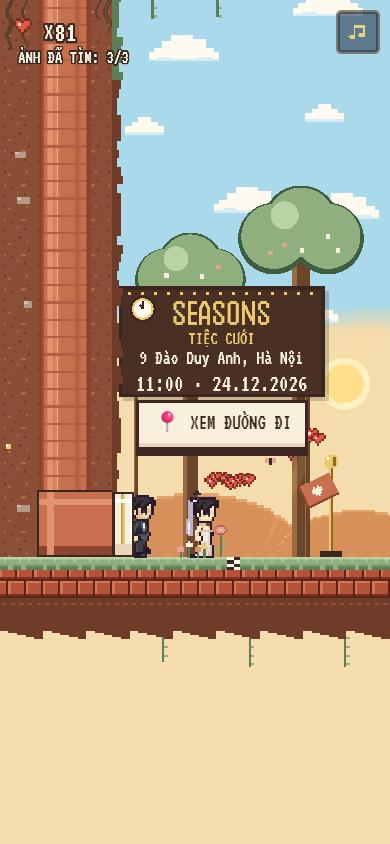 X81
ẢNH ĐÃ TÌM: 3/3
SEASONS
TIỆC CƯỚI
9 Đào Duy Anh, Hà Nội
11:00 · 24.12.2026
XEM ĐƯỜNG ĐI